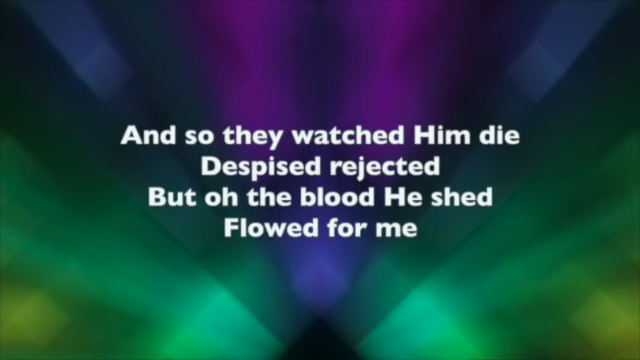 And so they watched Him die
Despised rejected
But oh the blood He shed
Flowed for me